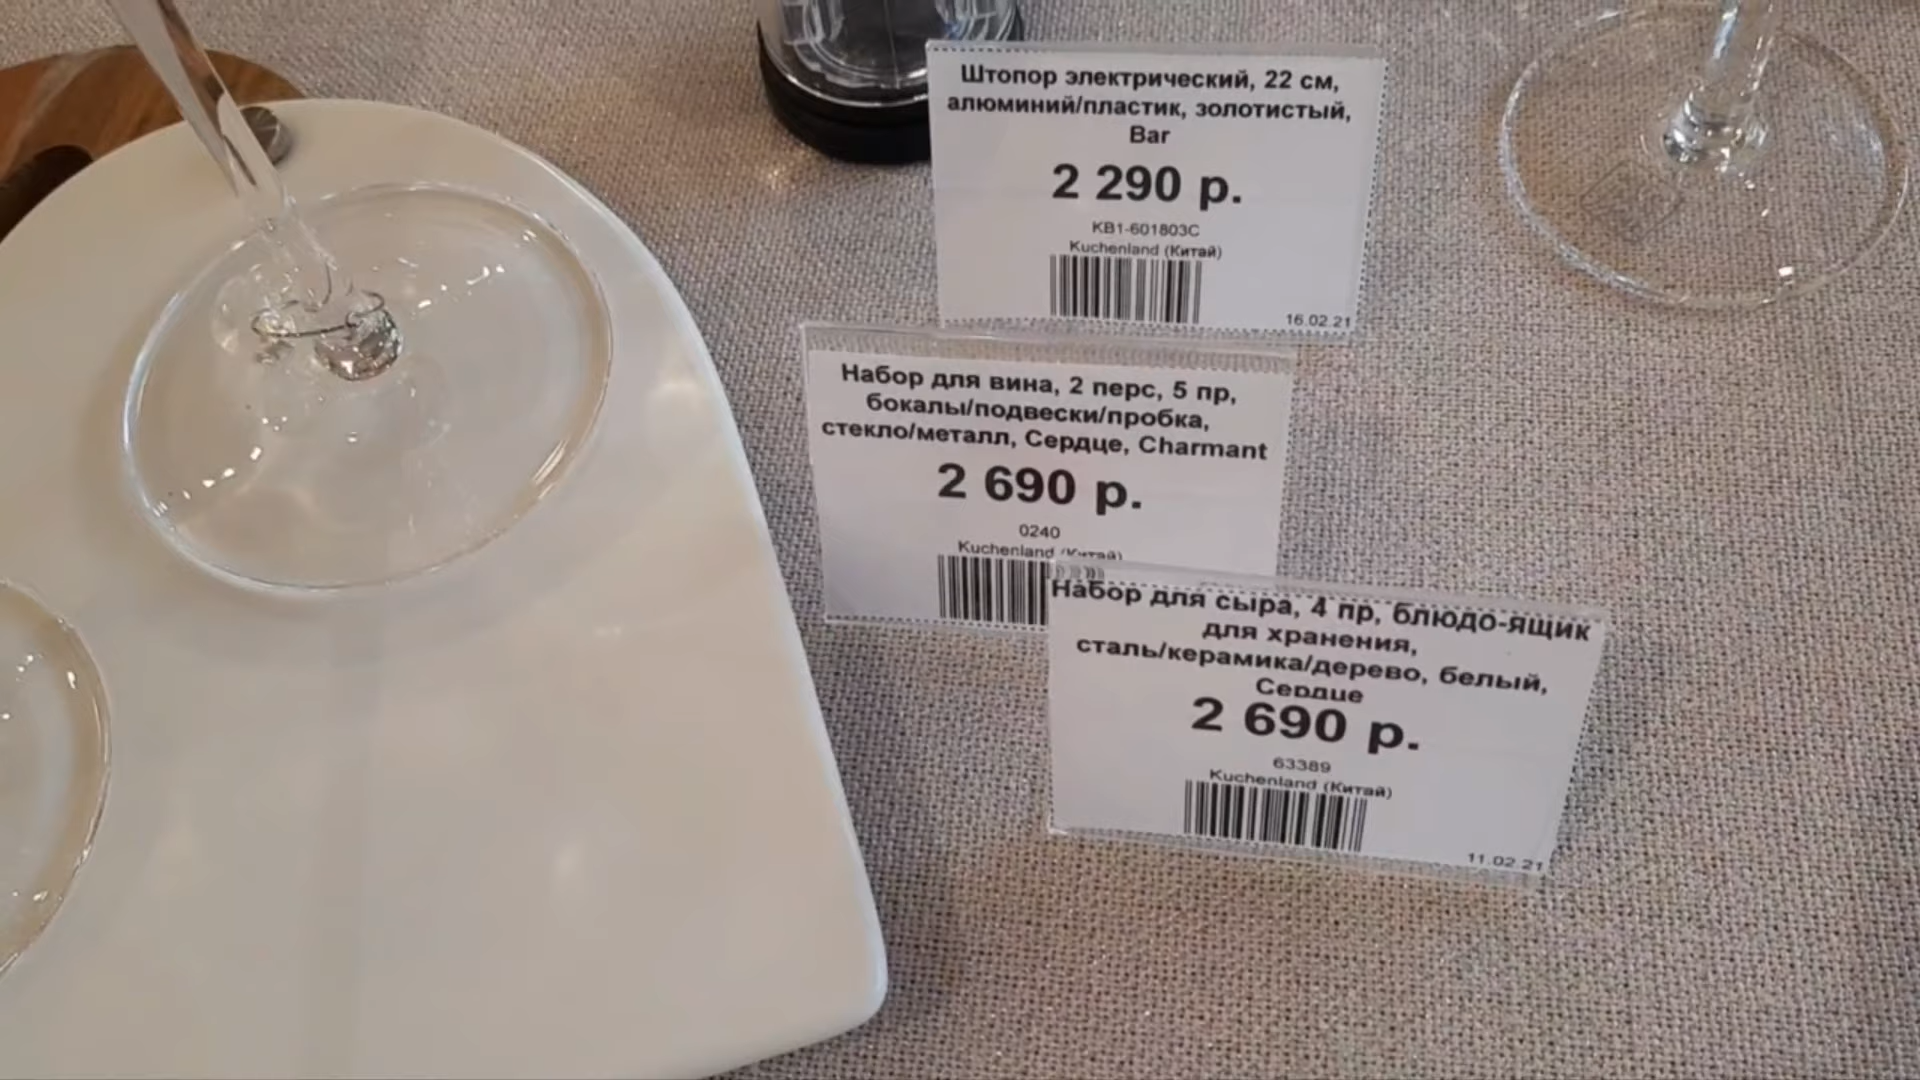 Штопор электрический, 22 см,
алюминий/пластик, золотистый,
Bar
2 290 р.
KB1-601803C
Kuchenland (Китай)
16.02.21
Набор для вина, 2 перс, 5 пр,
бокалы/подвески/пробка,
стекло/металл, Сердце, Charmant
2 690 р.
0240
Kuchenland (Китай)
Набор для сыра, 4 пр, блюдо-ящик
для хранения,
сталь/керамика/дерево, белый,
Сердце
2 690 р.
63389
Kuchenland (Китай)
11.02.21